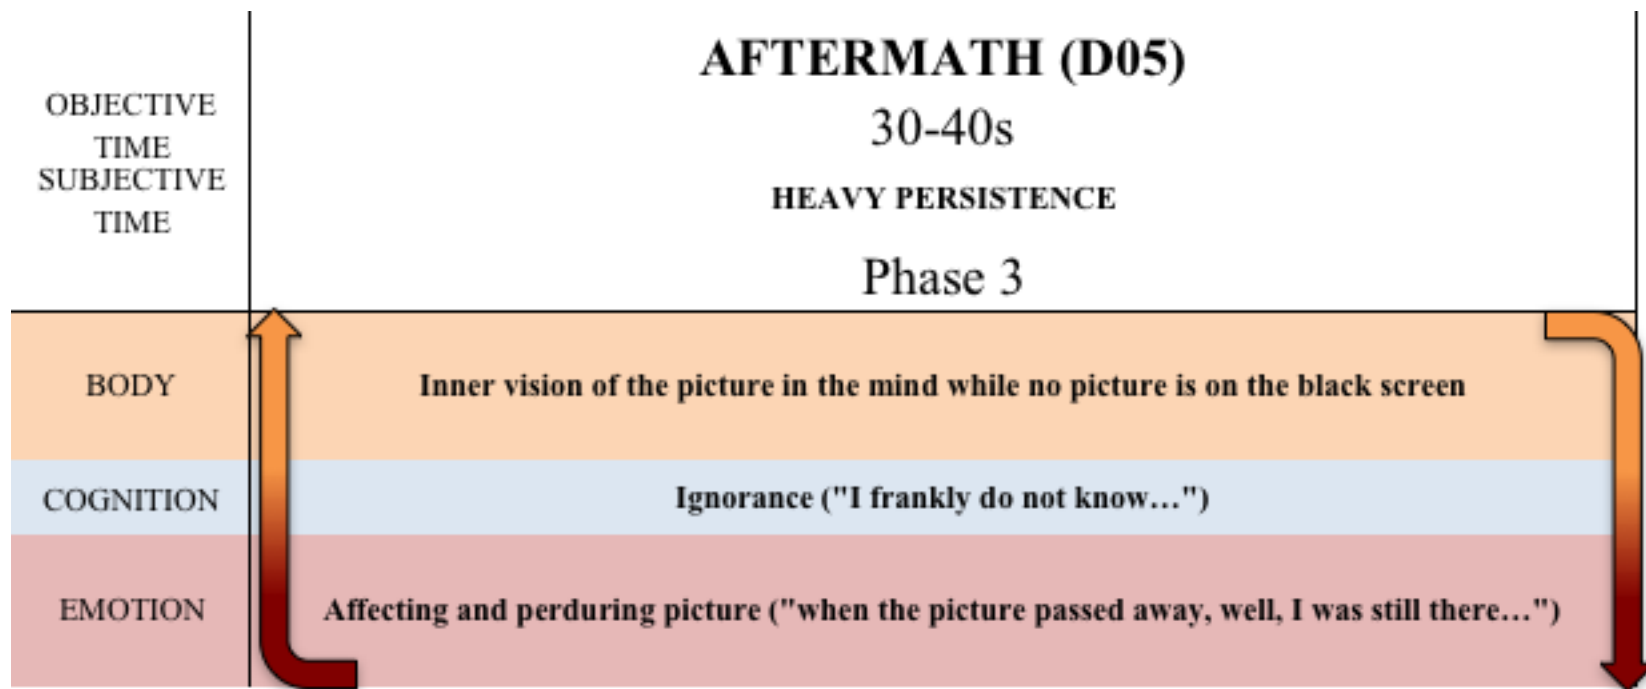 AFTERMATH (D05)
OBJECTIVE
TIME
30-40s
SUBJECTIVE
TIME
HEAVY PERSISTENCE
Phase 3
BODY
Inner vision of the picture in the mind while no picture is on the black screen
COGNITION
Ignorance ("I frankly do not know…")
EMOTION
Affecting and perduring picture ("when the picture passed away, well, I was still there…")